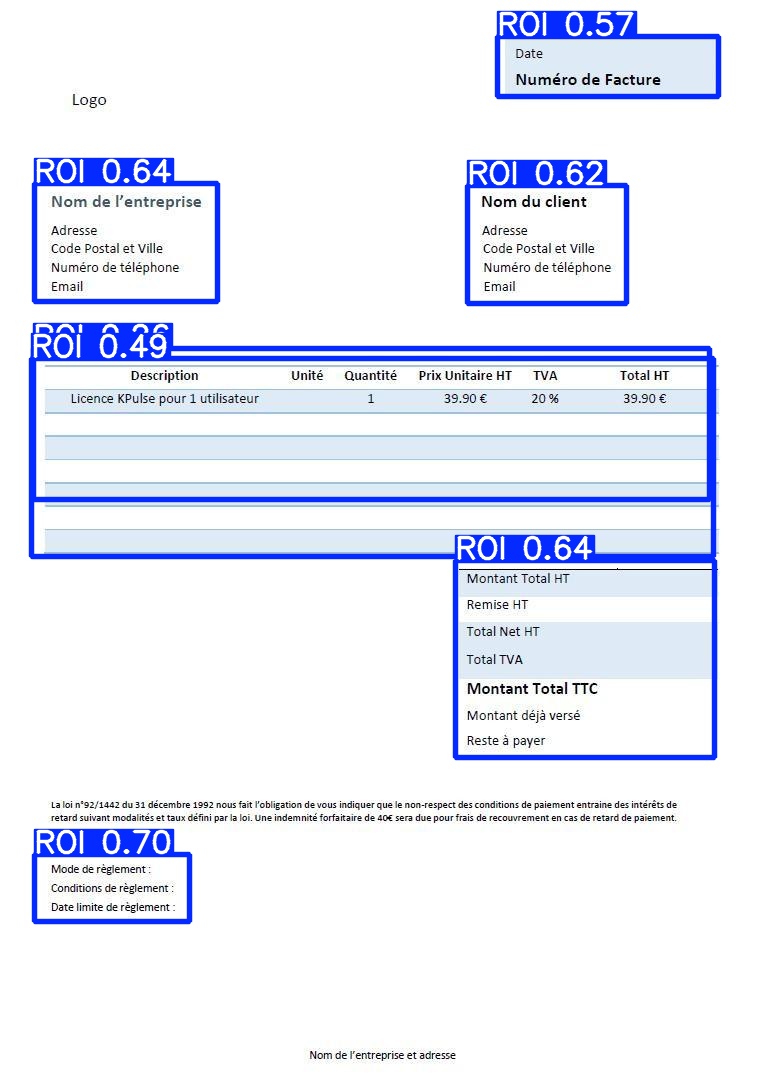 ROI 0.57
Date
Numéro de Facture
Logo
ROI 0.64
Nom de l'entreprise
Adresse
Code Postal et Ville
Numéro de téléphone
Email
ROI 0.62
Nom du client
Adresse
Code Postal et Ville
Numéro de téléphone
Email
ROI 0.49
Description Unité Quantité Prix Unitaire HT TVA Total HT
Licence KPulse pour 1 utilisateur 1 39.90 € 20 % 39.90 €
ROI 0.64
Montant Total HT
Remise HT
Total Net HT
Total TVA
Montant Total TTC
Montant déjà versé
Reste à payer
La loi n°92/1442 du 31 décembre 1992 nous fait l'obligation de vous indiquer que le non-respect des conditions de paiement entraine des intérêts de
retard suivant modalités et taux défini par la loi. Une indemnité forfaitaire de 40€ sera due pour frais de recouvrement en cas de retard de paiement.
ROI 0.70
Mode de règlement :
Conditions de règlement :
Date limite de règlement :
Nom de l'entreprise et adresse